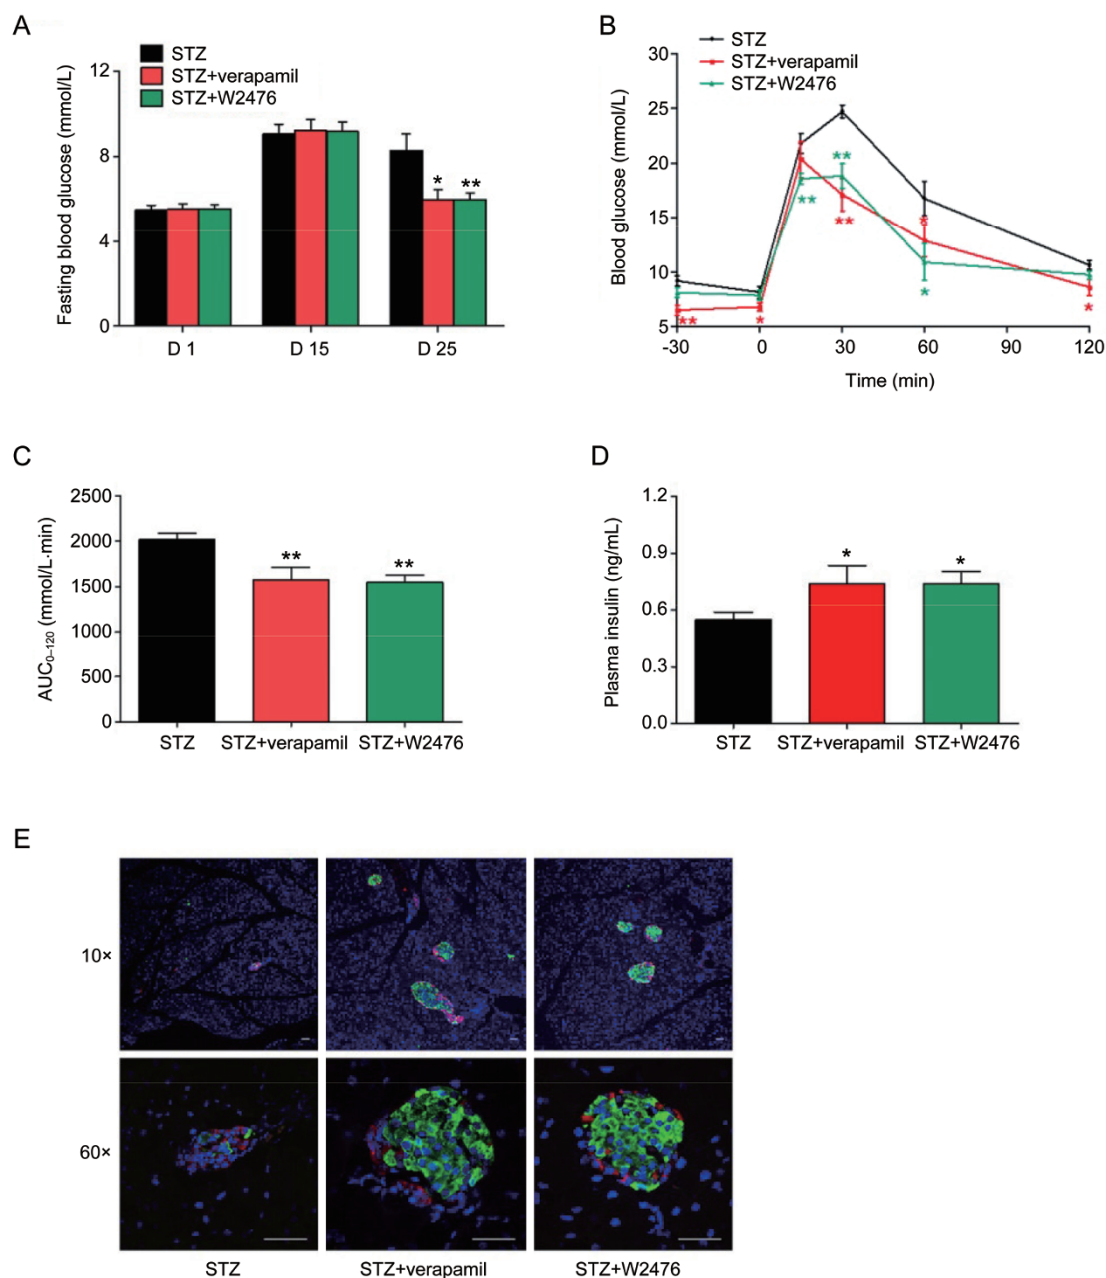 A
STZ
STZ+verapamil
STZ+W2476
Fasting blood glucose (mmol/L)
12
8
4
0
*
**
D 1
D 15
D 25
B
STZ
STZ+verapamil
STZ+W2476
Blood glucose (mmol/L)
30
25
20
15
10
5
**
**
**
*
*
**
*
*
-30
0
30
60
90
120
Time (min)
C
AUC0–120 (mmol/L·min)
2500
2000
1500
1000
500
0
**
**
STZ
STZ+verapamil
STZ+W2476
D
Plasma insulin (ng/mL)
1.2
0.9
0.6
0.3
0.0
*
*
STZ
STZ+verapamil
STZ+W2476
E
10×
60×
STZ
STZ+verapamil
STZ+W2476